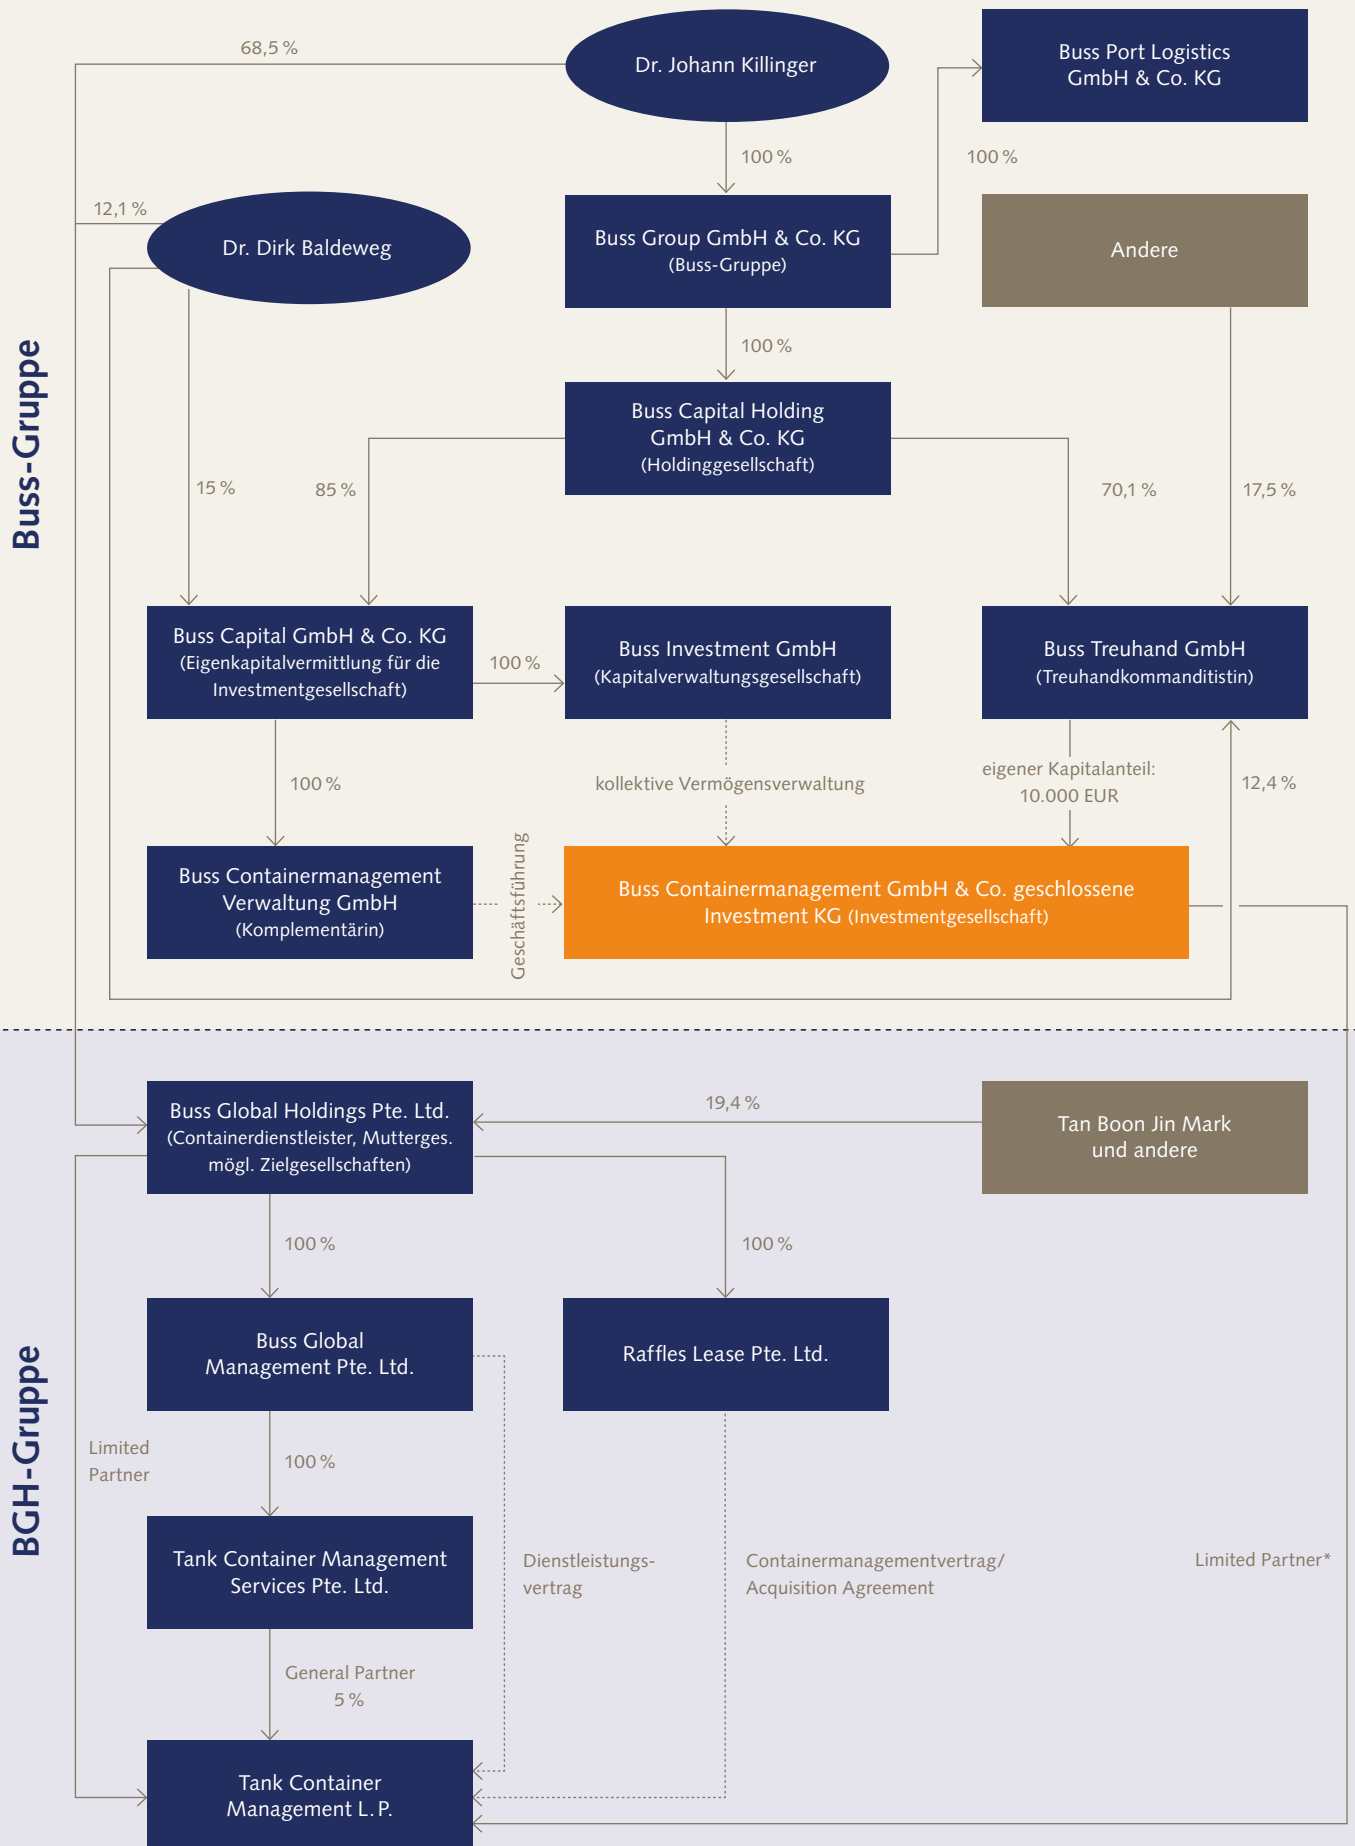 68,5 %
Dr. Johann Killinger
Buss Port Logistics
GmbH & Co. KG
100 %
100 %
12,1 %
Dr. Dirk Baldeweg
Buss Group GmbH & Co. KG
(Buss-Gruppe)
Andere
Buss-Gruppe
100 %
Buss Capital Holding
GmbH & Co. KG
(Holdinggesellschaft)
15 %
85 %
70,1 %
17,5 %
Buss Capital GmbH & Co. KG
(Eigenkapitalvermittlung für die
Investmentgesellschaft)
100 %
Buss Investment GmbH
(Kapitalverwaltungsgesellschaft)
Buss Treuhand GmbH
(Treuhandkommanditistin)
100 %
kollektive Vermögensverwaltung
eigener Kapitalanteil:
10.000 EUR
12,4 %
Buss Containermanagement
Verwaltung GmbH
(Komplementärin)
Geschäftsführung
Buss Containermanagement GmbH & Co. geschlossene
Investment KG (Investmentgesellschaft)
Buss Global Holdings Pte. Ltd.
(Containerdienstleister, Mutterges.
mögl. Zielgesellschaften)
19,4 %
Tan Boon Jin Mark
und andere
100 %
100 %
BGH-Gruppe
Buss Global
Management Pte. Ltd.
Raffles Lease Pte. Ltd.
Limited
Partner
100 %
Tank Container Management
Services Pte. Ltd.
Dienstleistungs-
vertrag
Containermanagementvertrag/
Acquisition Agreement
Limited Partner*
General Partner
5 %
Tank Container
Management L. P.